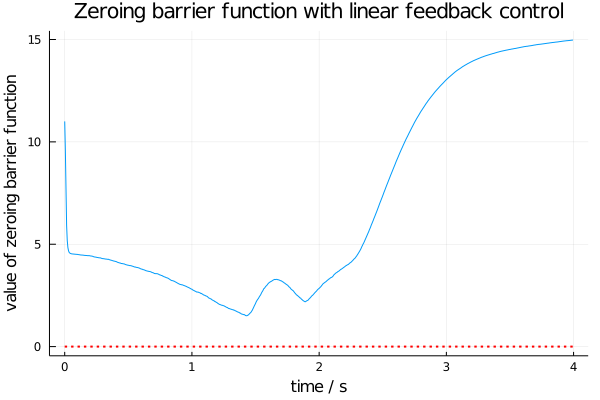 Zeroing barrier function with linear feedback control
value of zeroing barrier function
15
10
5
0
0 1 2 3 4
time / s